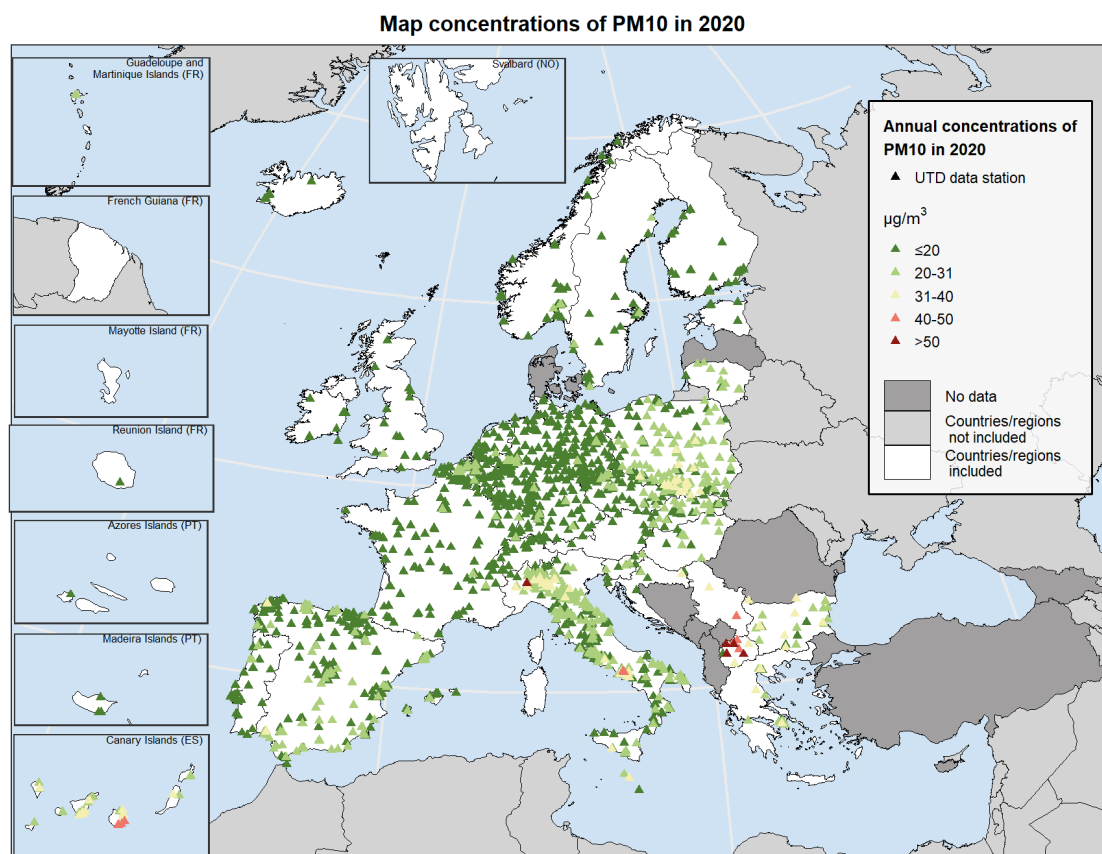 Map concentrations of PM10 in 2020
Guadeloupe and
Martinique Islands (FR)
Svalbard (NO)
French Guiana (FR)
Mayotte Island (FR)
Reunion Island (FR)
Azores Islands (PT)
Madeira Islands (PT)
Canary Islands (ES)
Annual concentrations of
PM10 in 2020
UTD data station
µg/m³
≤20
20-31
31-40
40-50
>50
No data
Countries/regions
not included
Countries/regions
included